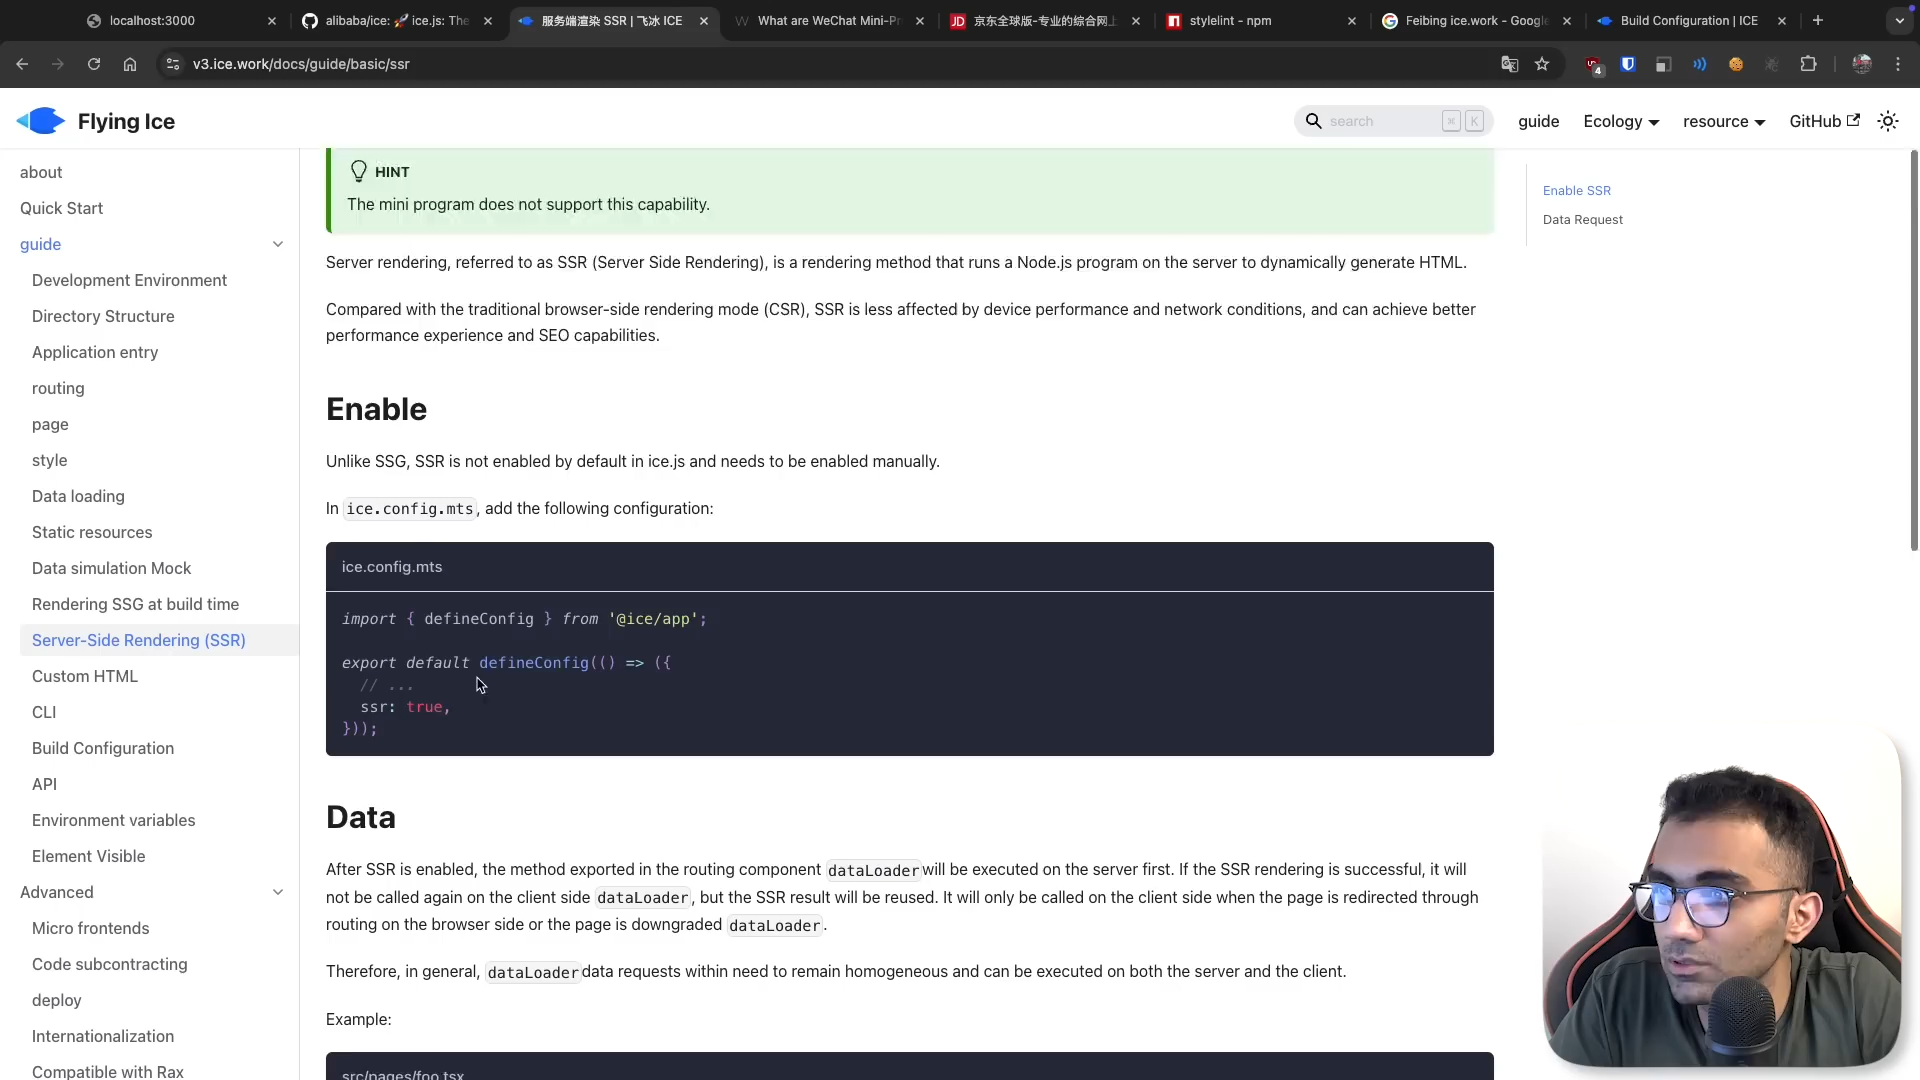 localhost:3000
alibaba/ice: 🚀 ice.js: The
服务端渲染 SSR | 飞冰 ICE
What are WeChat Mini-Pr
京东全球版-专业的综合网上
stylelint - npm
Feibing ice.work - Google
Build Configuration | ICE
v3.ice.work/docs/guide/basic/ssr
4
Flying Ice
search
⌘ K
guide
Ecology
resource
GitHub
about
Quick Start
guide
Development Environment
Directory Structure
Application entry
routing
page
style
Data loading
Static resources
Data simulation Mock
Rendering SSG at build time
Server-Side Rendering (SSR)
Custom HTML
CLI
Build Configuration
API
Environment variables
Element Visible
Advanced
Micro frontends
Code subcontracting
deploy
Internationalization
Compatible with Rax
HINT
The mini program does not support this capability.
Server rendering, referred to as SSR (Server Side Rendering), is a rendering method that runs a Node.js program on the server to dynamically generate HTML.
Compared with the traditional browser-side rendering mode (CSR), SSR is less affected by device performance and network conditions, and can achieve better
performance experience and SEO capabilities.
Enable
Unlike SSG, SSR is not enabled by default in ice.js and needs to be enabled manually.
In ice.config.mts, add the following configuration:
ice.config.mts
import { defineConfig } from '@ice/app';
export default defineConfig(() => ({
// ...
ssr: true,
}));
Data
After SSR is enabled, the method exported in the routing component dataLoader will be executed on the server first. If the SSR rendering is successful, it will
not be called again on the client side dataLoader, but the SSR result will be reused. It will only be called on the client side when the page is redirected through
routing on the browser side or the page is downgraded dataLoader.
Therefore, in general, dataLoader data requests within need to remain homogeneous and can be executed on both the server and the client.
Example:
src/pages/foo.tsx
Enable SSR
Data Request